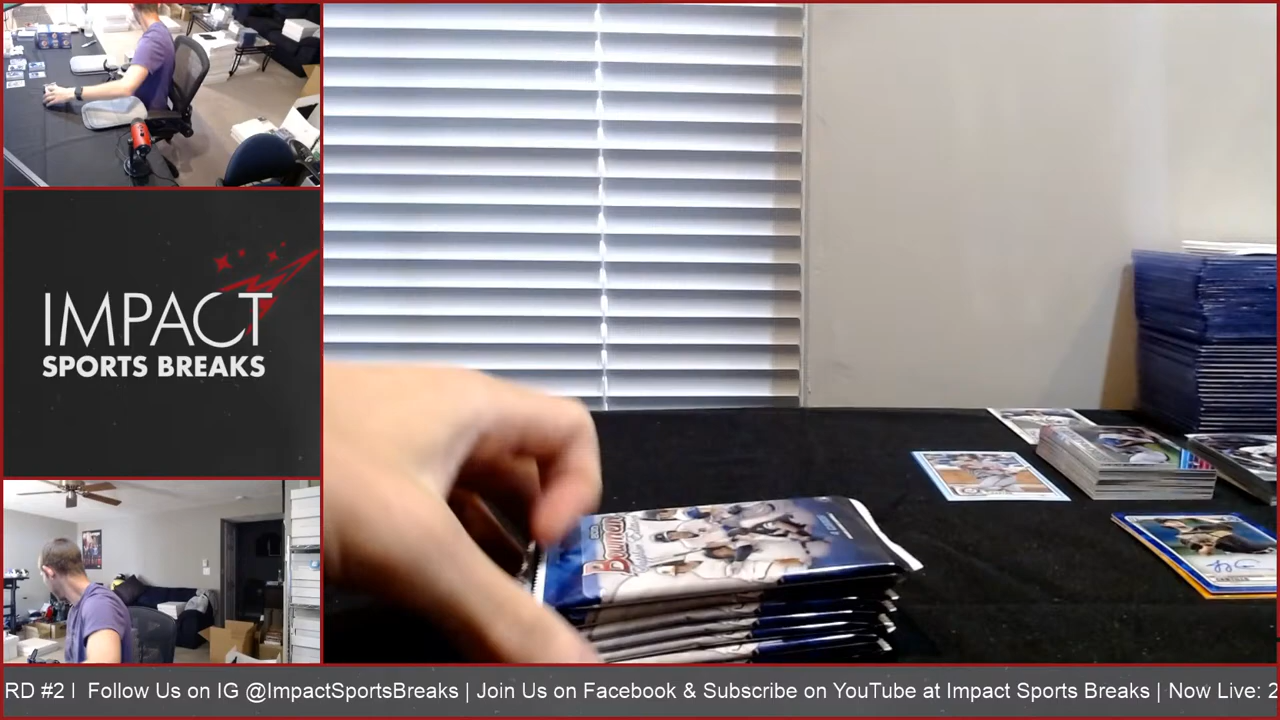 IMPACT
SPORTS BREAKS
Bowman
RD #2 I Follow Us on IG @ImpactSportsBreaks | Join Us on Facebook & Subscribe on YouTube at Impact Sports Breaks | Now Live: 2